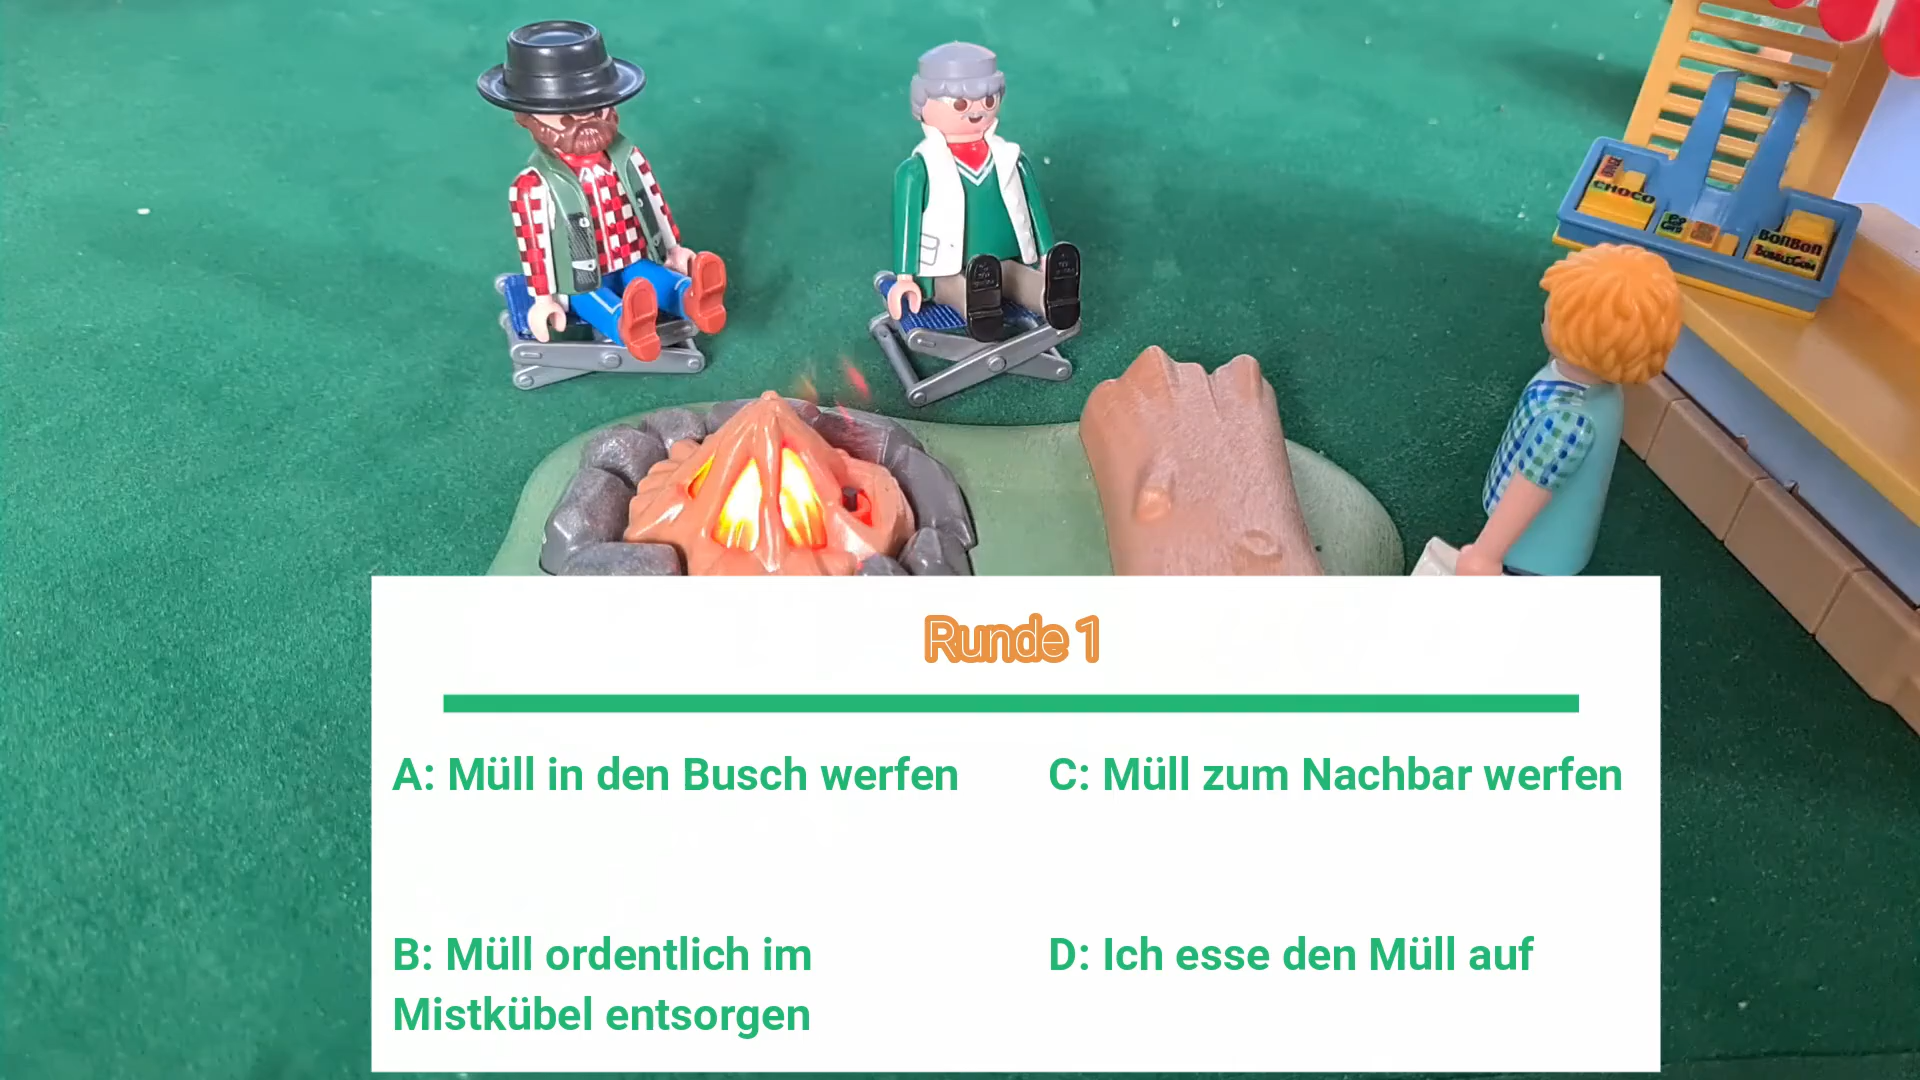 CHOCO
BONBON
BUBBLEGUM
Runde 1
A: Müll in den Busch werfen
C: Müll zum Nachbar werfen
B: Müll ordentlich im
Mistkübel entsorgen
D: Ich esse den Müll auf